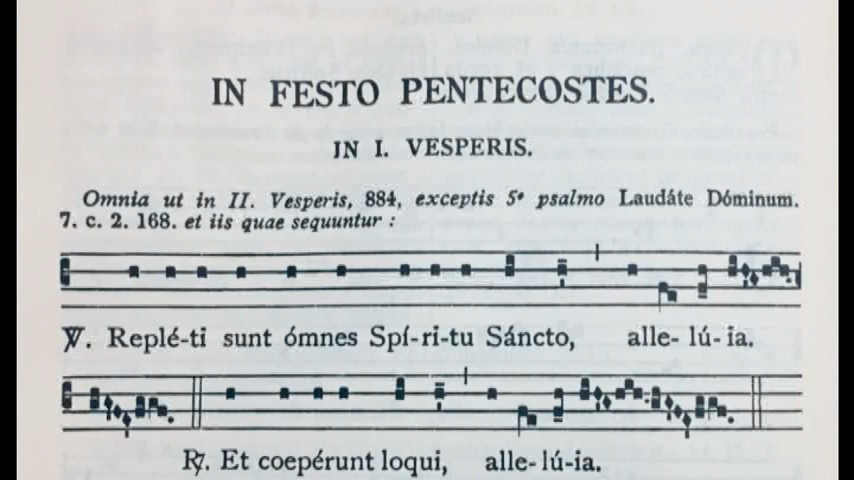 IN FESTO PENTECOSTES.
IN I. VESPERIS.
Omnia ut in II. Vesperis, 884, exceptis 5º psalmo Laudáte Dóminum.
7. c. 2. 168. et iis quae sequuntur :
℣. Replé-ti sunt ómnes Spí-ri-tu Sáncto, alle- lú- ia.
℟. Et coepérunt loqui, alle- lú-ia.